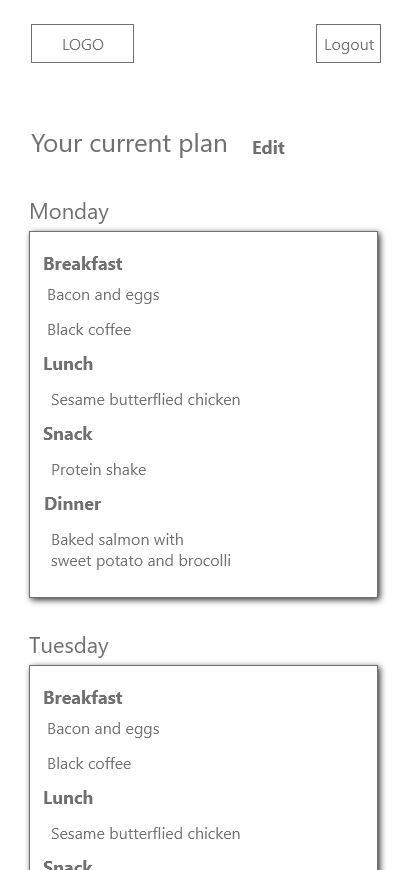 LOGO
Logout
Your current plan
Edit
Monday
Breakfast
Bacon and eggs
Black coffee
Lunch
Sesame butterflied chicken
Snack
Protein shake
Dinner
Baked salmon with
sweet potato and brocolli
Tuesday
Breakfast
Bacon and eggs
Black coffee
Lunch
Sesame butterflied chicken
Snack